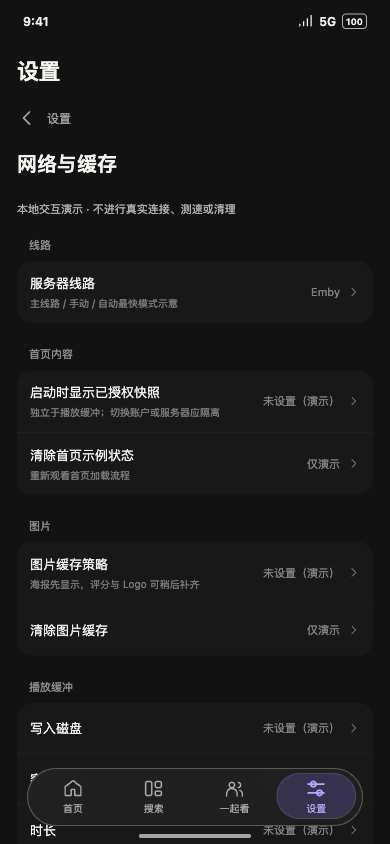 9:41
5G
100
设置
设置
网络与缓存
本地交互演示 · 不进行真实连接、测速或清理
线路
服务器线路
Emby
主线路 / 手动 / 自动最快模式示意
首页内容
启动时显示已授权快照
未设置（演示）
独立于播放缓冲；切换账户或服务器应隔离
清除首页示例状态
仅演示
重新观看首页加载流程
图片
图片缓存策略
未设置（演示）
海报先显示，评分与 Logo 可稍后补齐
清除图片缓存
仅演示
播放缓冲
写入磁盘
未设置（演示）
首页
搜索
一起看
设置
时长
未设置（演示）